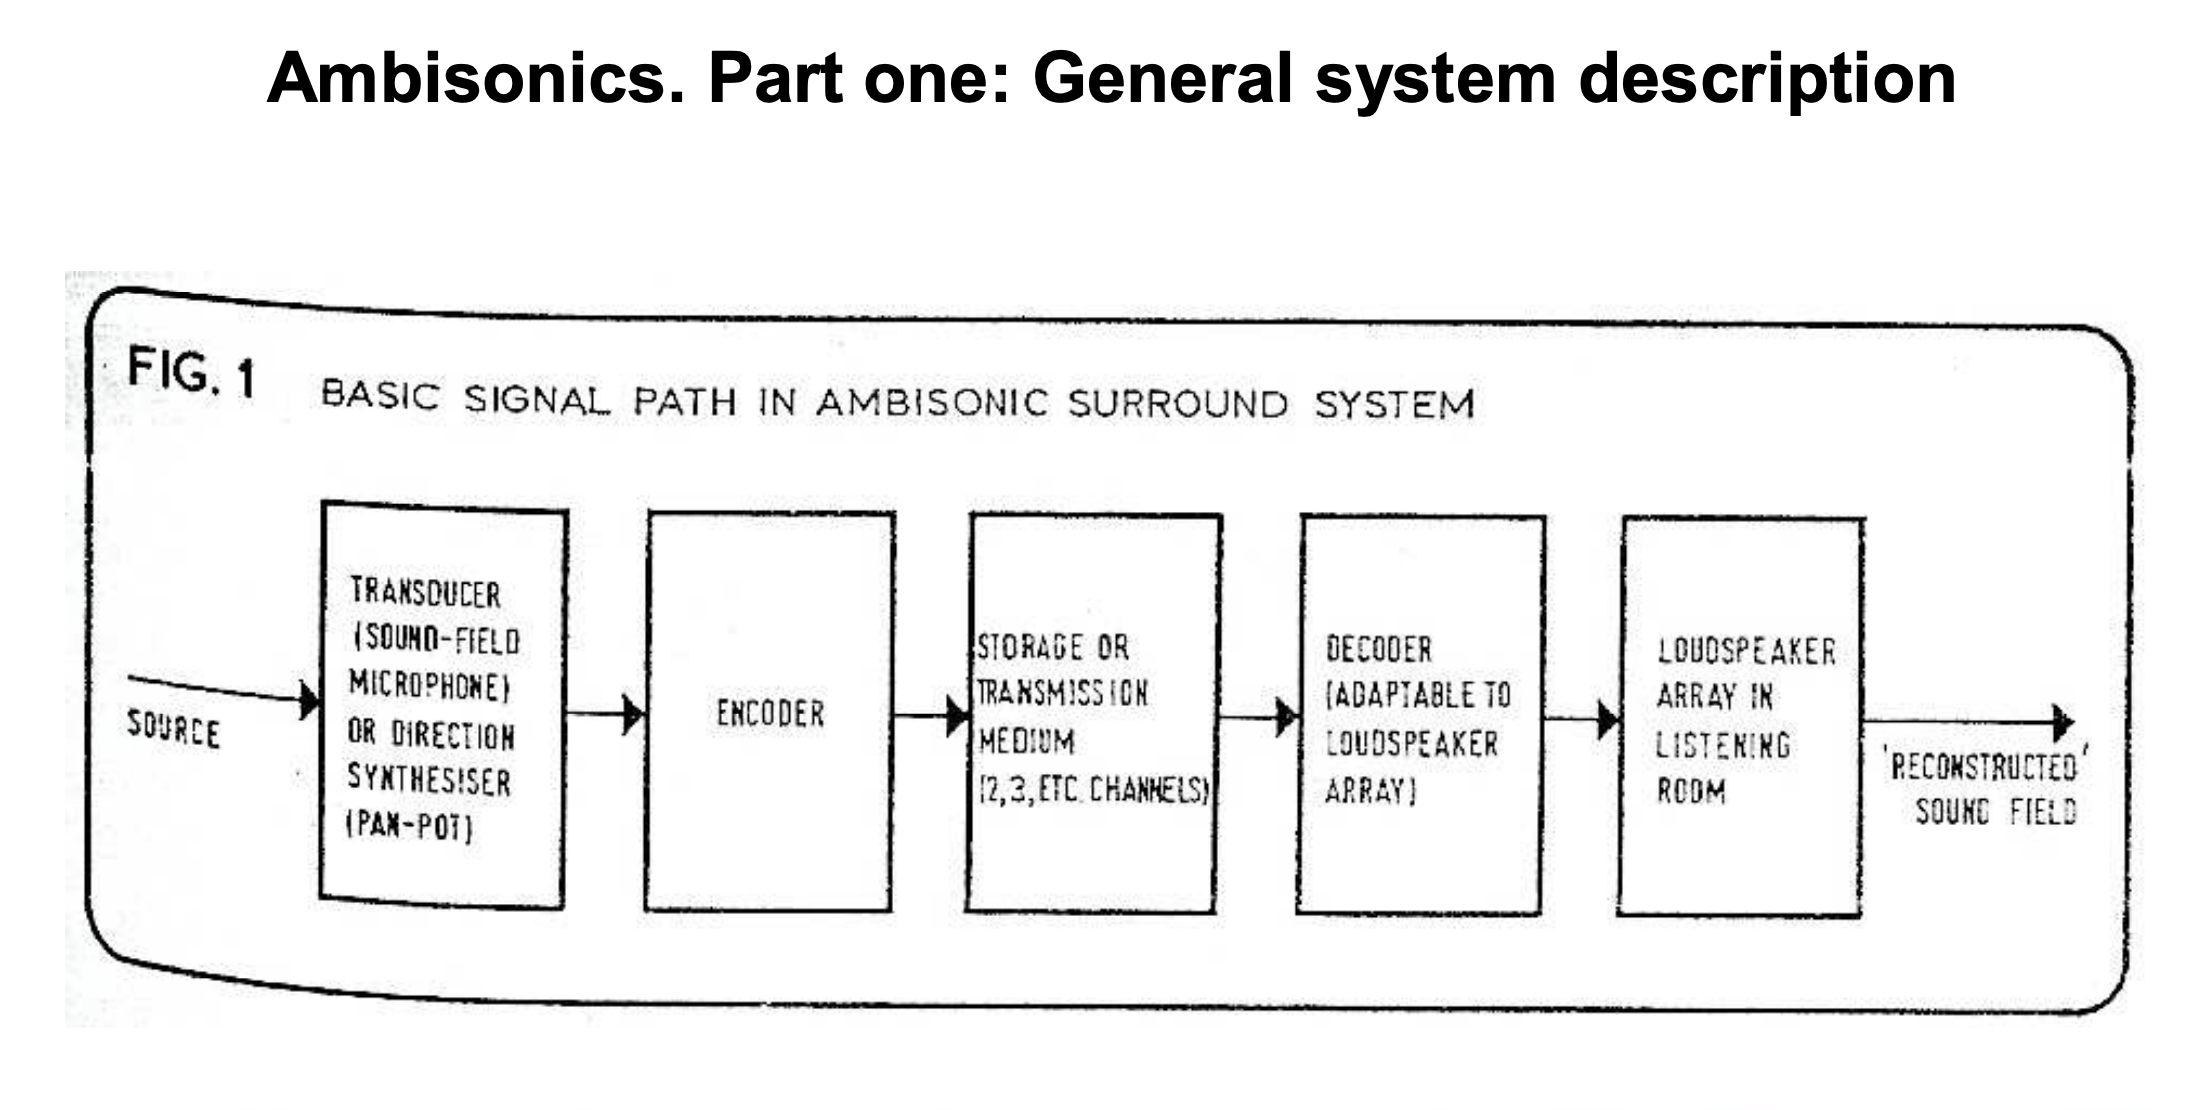 Ambisonics. Part one: General system description
FIG. 1
BASIC SIGNAL PATH IN AMBISONIC SURROUND SYSTEM
SOURCE
TRANSDUCER
(SOUND-FIELD
MICROPHONE)
OR DIRECTION
SYNTHESISER
(PAN-POT)
ENCODER
STORAGE OR
TRANSMISSION
MEDIUM
(2,3,ETC. CHANNELS)
DECODER
(ADAPTABLE TO
LOUDSPEAKER
ARRAY)
LOUDSPEAKER
ARRAY IN
LISTENING
ROOM
'RECONSTRUCTED'
SOUND FIELD